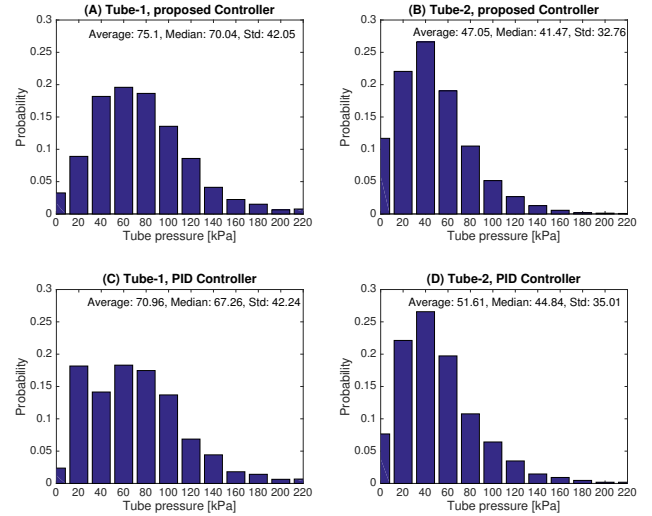 (A) Tube-1, proposed Controller
Average: 75.1, Median: 70.04, Std: 42.05
0.3
0.25
0.2
0.15
0.1
0.05
0
Probability
0 20 40 60 80 100 120 140 160 180 200 220
Tube pressure [kPa]
(B) Tube-2, proposed Controller
Average: 47.05, Median: 41.47, Std: 32.76
0.3
0.25
0.2
0.15
0.1
0.05
0
Probability
0 20 40 60 80 100 120 140 160 180 200 220
Tube pressure [kPa]
(C) Tube-1, PID Controller
Average: 70.96, Median: 67.26, Std: 42.24
0.3
0.25
0.2
0.15
0.1
0.05
0
Probability
0 20 40 60 80 100 120 140 160 180 200 220
Tube pressure [kPa]
(D) Tube-2, PID Controller
Average: 51.61, Median: 44.84, Std: 35.01
0.3
0.25
0.2
0.15
0.1
0.05
0
Probability
0 20 40 60 80 100 120 140 160 180 200 220
Tube pressure [kPa]